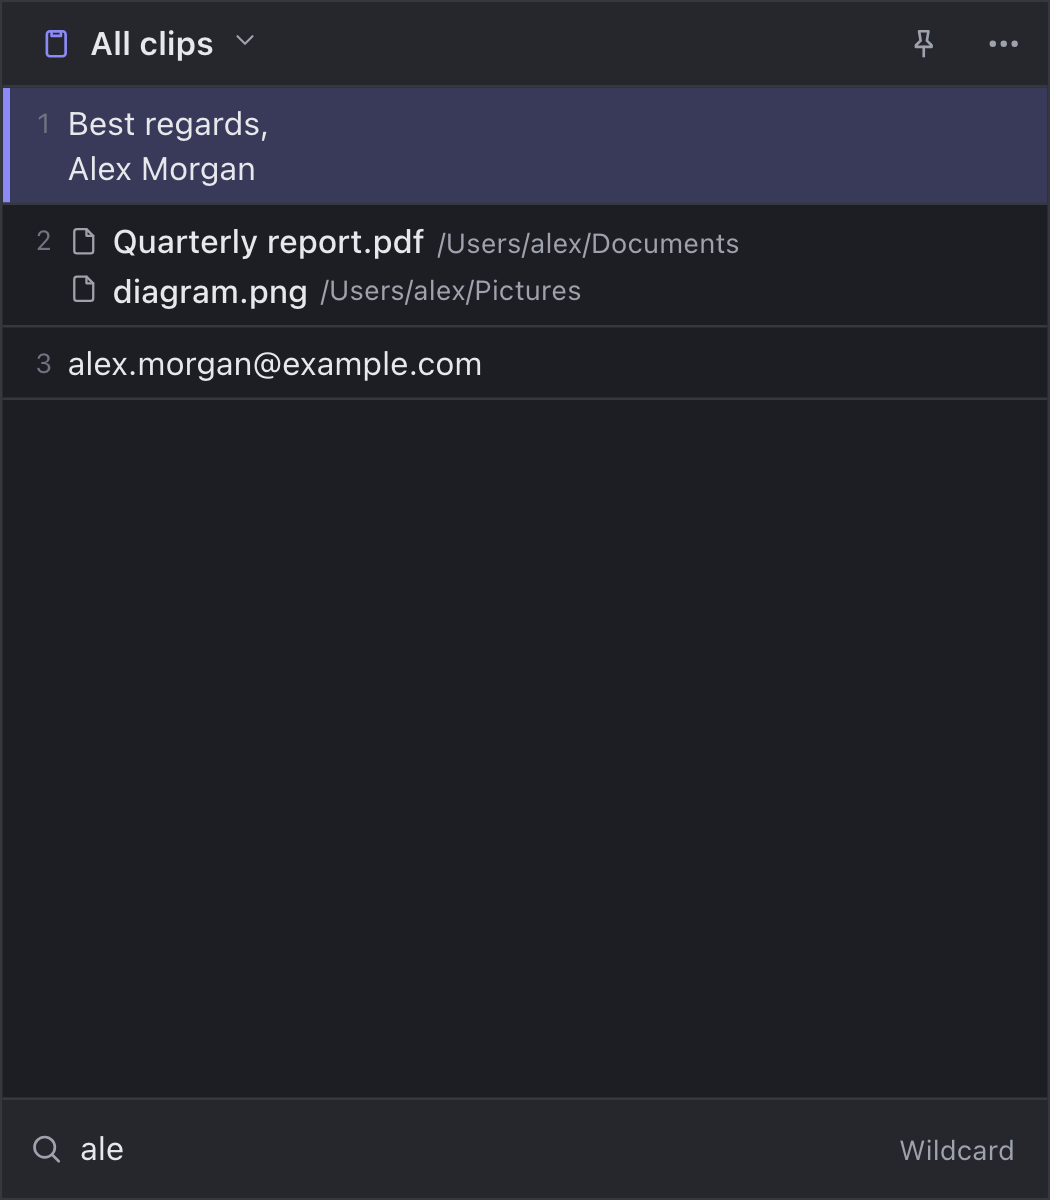 All clips
1 Best regards,
Alex Morgan
2 Quarterly report.pdf /Users/alex/Documents
diagram.png /Users/alex/Pictures
3 alex.morgan@example.com
ale Wildcard